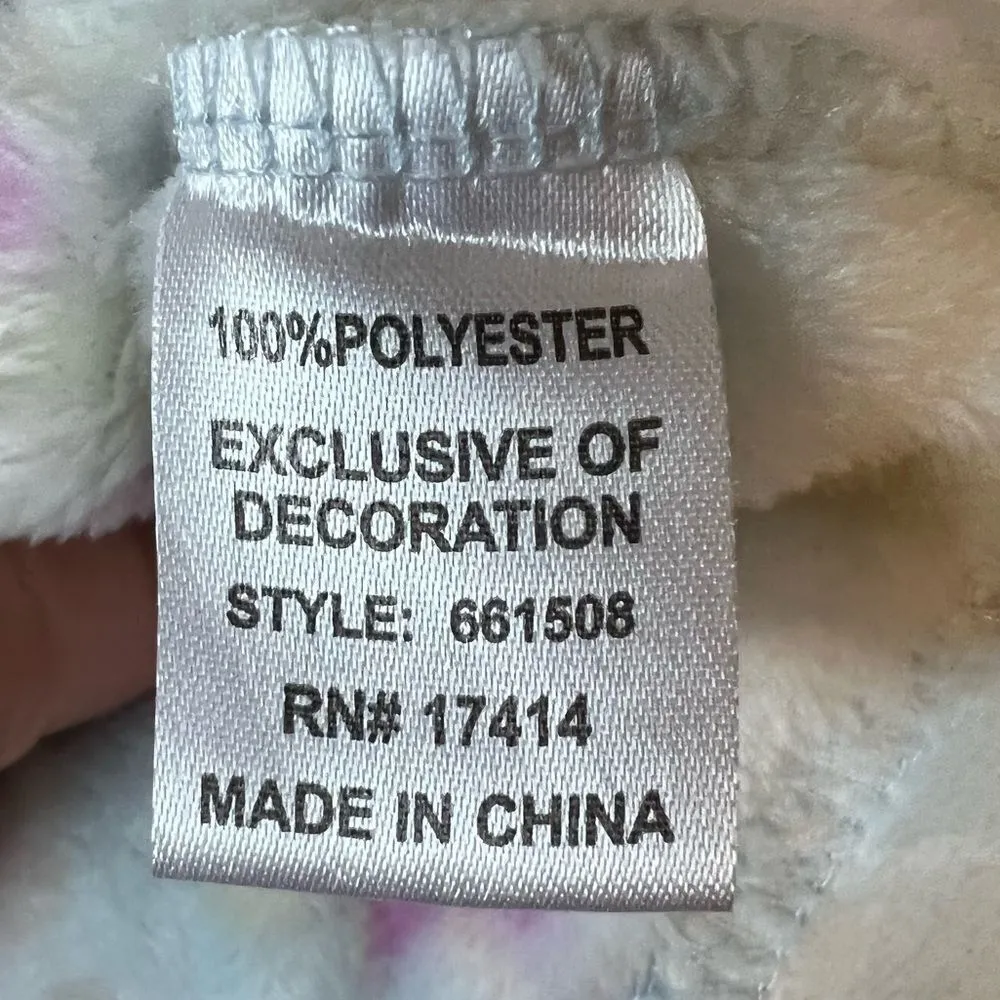 100%POLYESTER
EXCLUSIVE OF
DECORATION
STYLE: 661508
RN# 17414
MADE IN CHINA